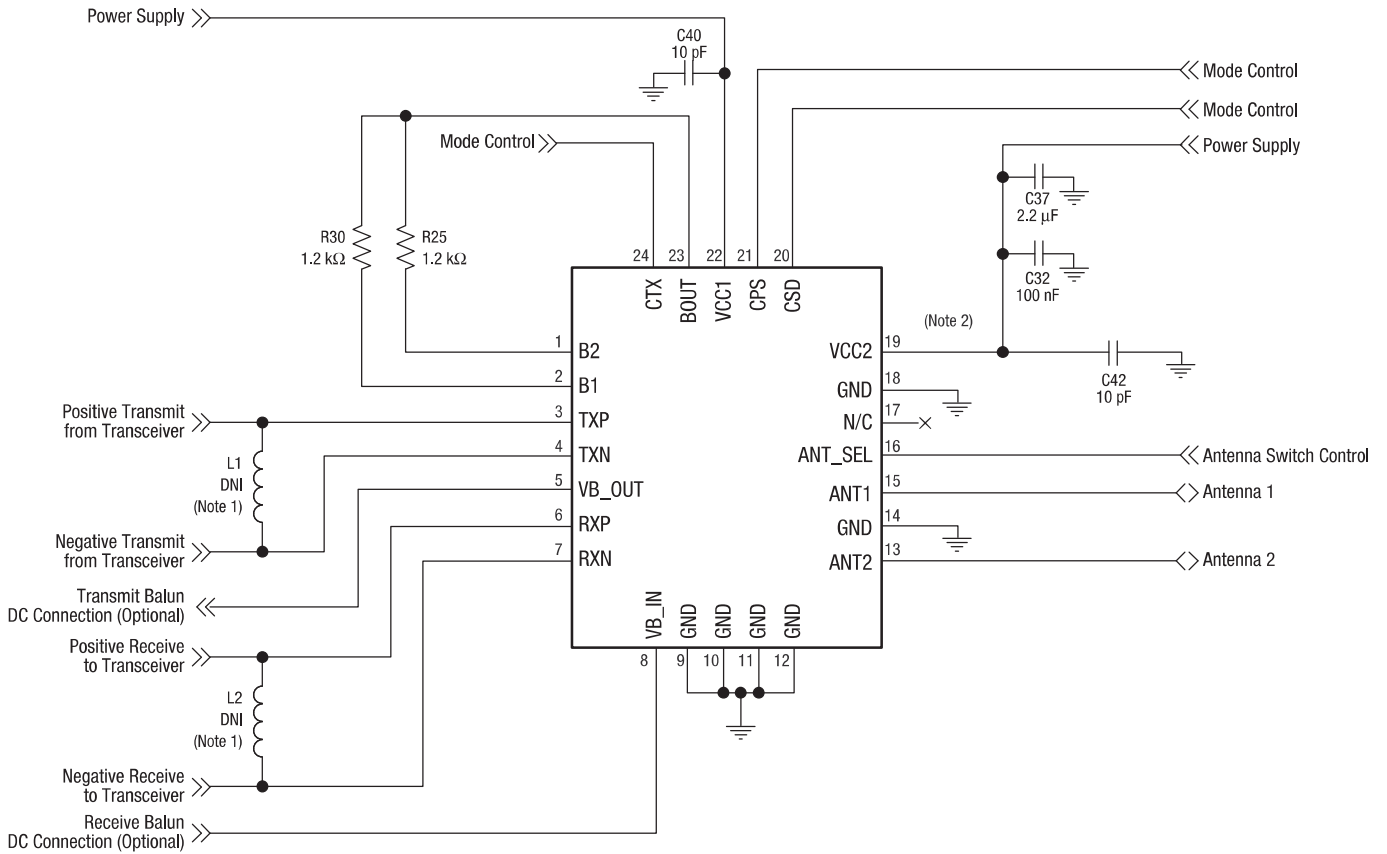 Power Supply
C40
10 pF
Mode Control
Mode Control
Mode Control
Power Supply
C37
2.2 µF
R30
1.2 kΩ
R25
1.2 kΩ
C32
100 nF
24 23 22 21 20
CTX BOUT VCC1 CPS CSD
(Note 2)
1 B2
2 B1
3 TXP
4 TXN
5 VB_OUT
6 RXP
7 RXN
VCC2 19
GND 18
N/C 17
ANT_SEL 16
ANT1 15
GND 14
ANT2 13
C42
10 pF
Positive Transmit
from Transceiver
L1
DNI
(Note 1)
Negative Transmit
from Transceiver
Transmit Balun
DC Connection (Optional)
Positive Receive
to Transceiver
L2
DNI
(Note 1)
Negative Receive
to Transceiver
Receive Balun
DC Connection (Optional)
Antenna Switch Control
Antenna 1
Antenna 2
VB_IN GND GND GND GND
8 9 10 11 12